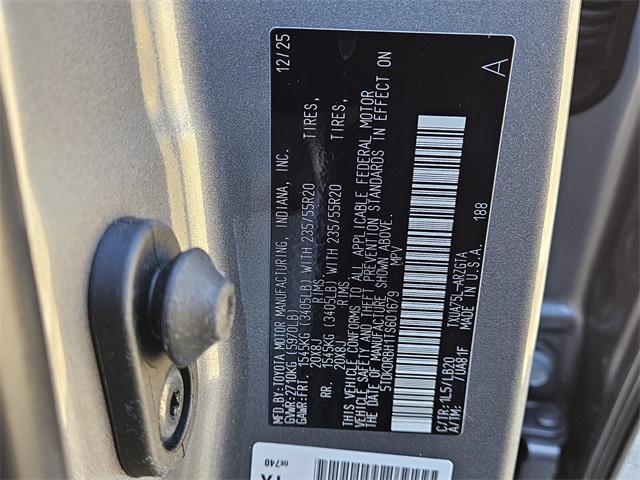 MFD.BY: TOYOTA MOTOR MANUFACTURING, INDIANA, INC. 12/25
GVWR: 2710KG (5970LB)
GAWR: FRT. 1545KG (3405LB) WITH 235/55R20 TIRES,
20X8J RIMS.
RR. 1545KG (3405LB) WITH 235/55R20 TIRES,
20X8J RIMS.
THIS VEHICLE CONFORMS TO ALL APPLICABLE FEDERAL MOTOR
VEHICLE SAFETY AND THEFT PREVENTION STANDARDS IN EFFECT ON
THE DATE OF MANUFACTURE SHOWN ABOVE.
MPV
C/TR: 1L5/LB20 TXUA75L-ARZGTA 188
A/TM: /UA81F MADE IN U.S.A.
A
0E740